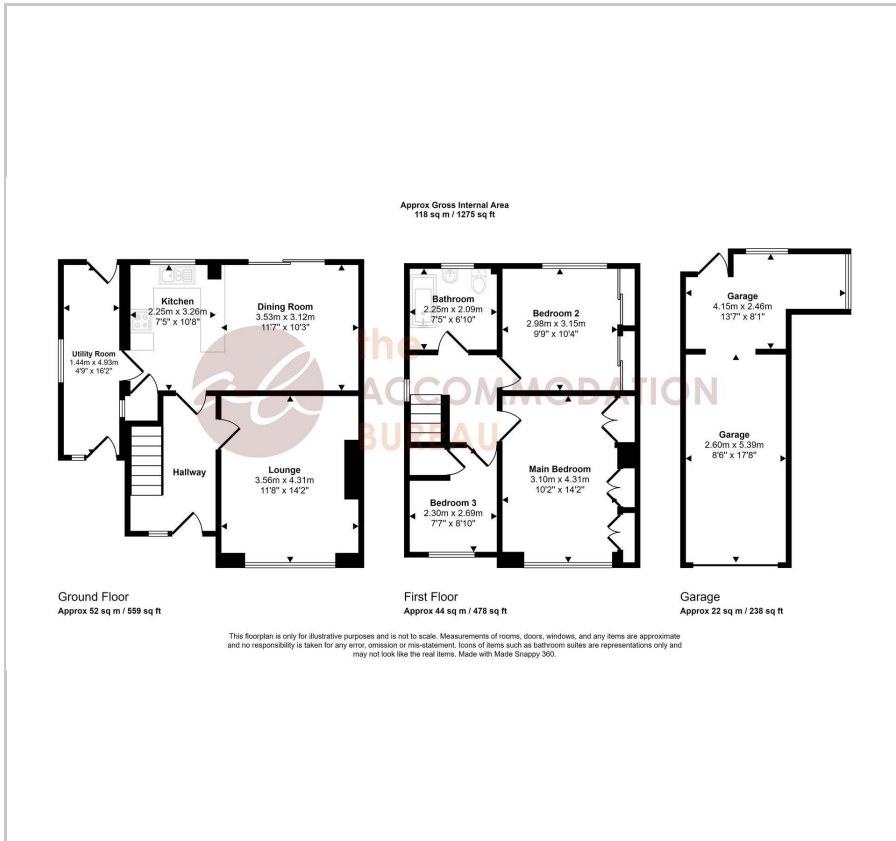 Approx Gross Internal Area
118 sq m / 1275 sq ft
Kitchen
2.25m x 3.26m
7'5" x 10'8"
Dining Room
3.53m x 3.12m
11'7" x 10'3"
Utility Room
1.44m x 4.93m
4'9" x 16'2"
Hallway
Lounge
3.56m x 4.31m
11'8" x 14'2"
Bathroom
2.25m x 2.09m
7'5" x 6'10"
Bedroom 2
2.98m x 3.15m
9'9" x 10'4"
Main Bedroom
3.10m x 4.31m
10'2" x 14'2"
Bedroom 3
2.30m x 2.69m
7'7" x 8'10"
Garage
4.15m x 2.46m
13'7" x 8'1"
Garage
2.60m x 5.39m
8'6" x 17'8"
the
ACCOMMODATION
BUREAU
Ground Floor
Approx 52 sq m / 559 sq ft
First Floor
Approx 44 sq m / 478 sq ft
Garage
Approx 22 sq m / 238 sq ft
This floorplan is only for illustrative purposes and is not to scale. Measurements of rooms, doors, windows, and any items are approximate
and no responsibility is taken for any error, omission or mis-statement. Icons of items such as bathroom suites are representations only and
may not look like the real items. Made with Made Snappy 360.